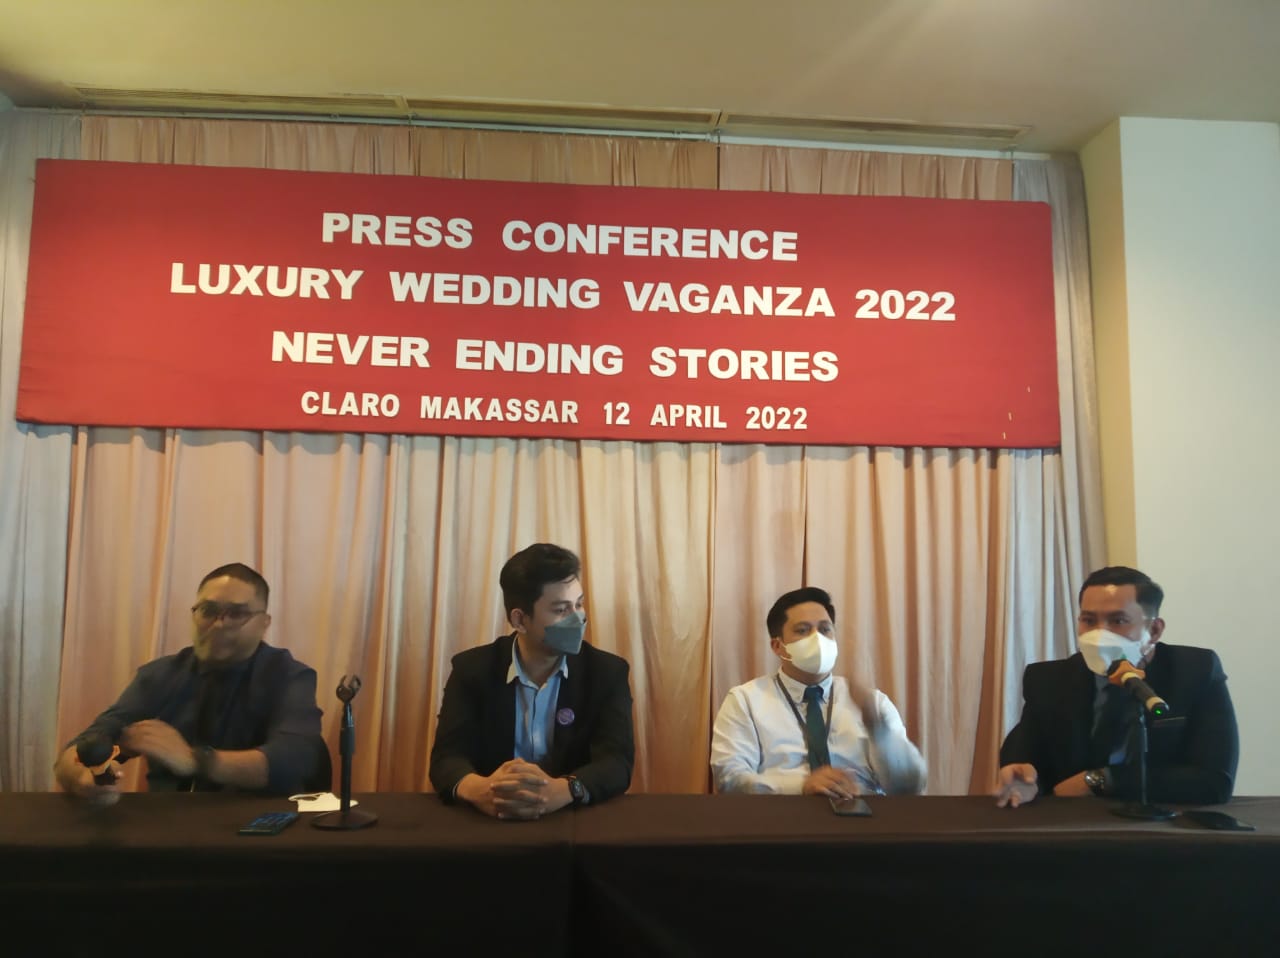 PRESS CONFERENCE
LUXURY WEDDING VAGANZA 2022
NEVER ENDING STORIES
CLARO MAKASSAR 12 APRIL 2022